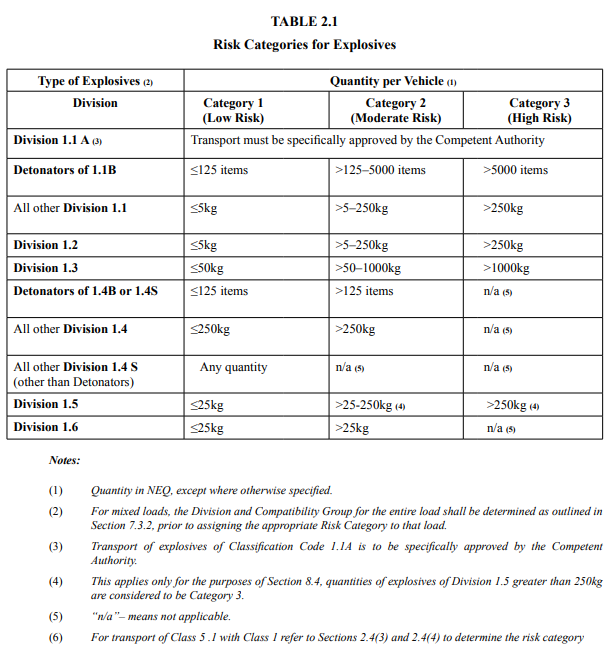 TABLE 2.1
Risk Categories for Explosives
Type of Explosives (2) Quantity per Vehicle (1)
Division Category 1 Category 2 Category 3
(Low Risk) (Moderate Risk) (High Risk)
Division 1.1 A (3) Transport must be specifically approved by the Competent Authority
Detonators of 1.1B ≤125 items >125–5000 items >5000 items
All other Division 1.1 ≤5kg >5–250kg >250kg
Division 1.2 ≤5kg >5–250kg >250kg
Division 1.3 ≤50kg >50–1000kg >1000kg
Detonators of 1.4B or 1.4S ≤125 items >125 items n/a (5)
All other Division 1.4 ≤250kg >250kg n/a (5)
All other Division 1.4 S Any quantity n/a (5) n/a (5)
(other than Detonators)
Division 1.5 ≤25kg >25-250kg (4) >250kg (4)
Division 1.6 ≤25kg >25kg n/a (5)
Notes:
(1) Quantity in NEQ, except where otherwise specified.
(2) For mixed loads, the Division and Compatibility Group for the entire load shall be determined as outlined in
Section 7.3.2, prior to assigning the appropriate Risk Category to that load.
(3) Transport of explosives of Classification Code 1.1A is to be specifically approved by the Competent
Authority.
(4) This applies only for the purposes of Section 8.4, quantities of explosives of Division 1.5 greater than 250kg
are considered to be Category 3.
(5) “n/a”– means not applicable.
(6) For transport of Class 5 .1 with Class 1 refer to Sections 2.4(3) and 2.4(4) to determine the risk category